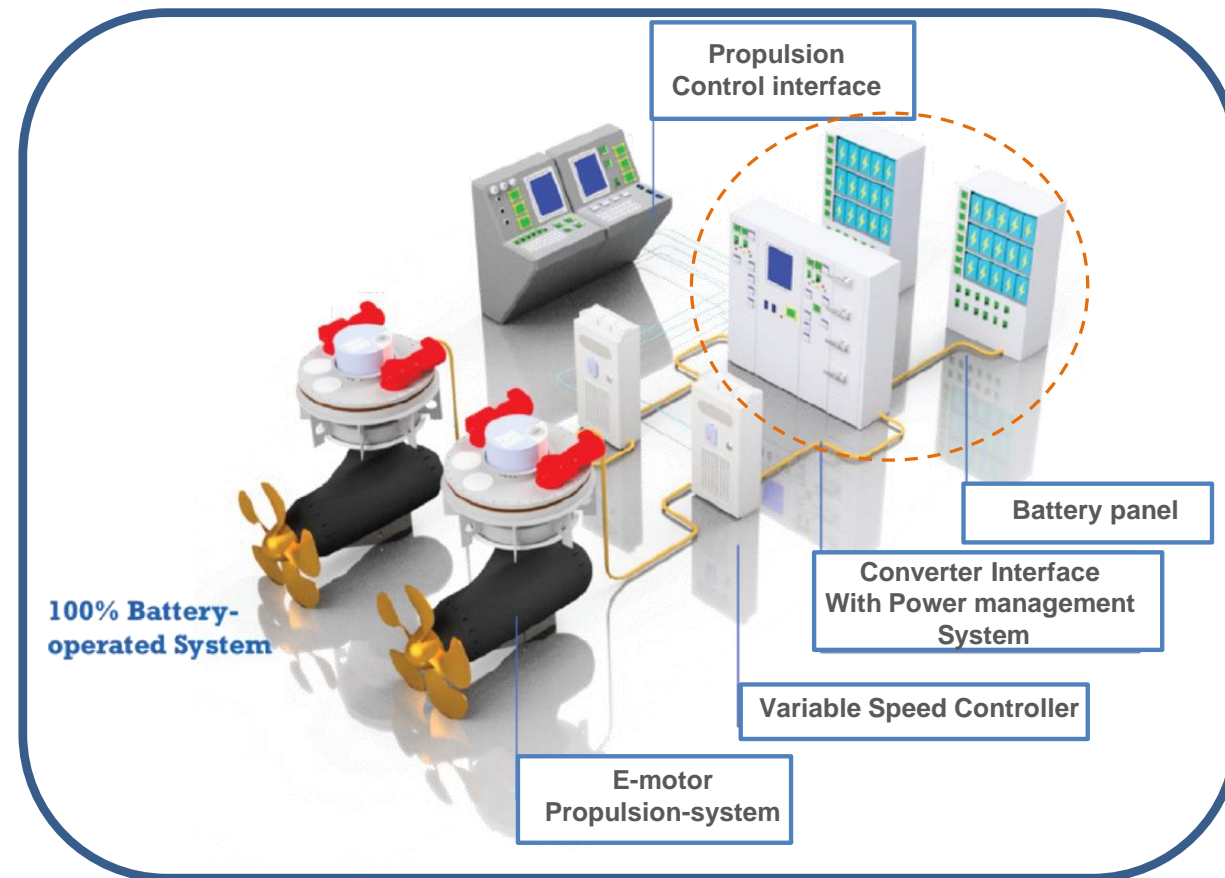 Propulsion
Control interface
Battery panel
100% Battery-
operated System
Converter Interface
With Power management
System
Variable Speed Controller
E-motor
Propulsion-system